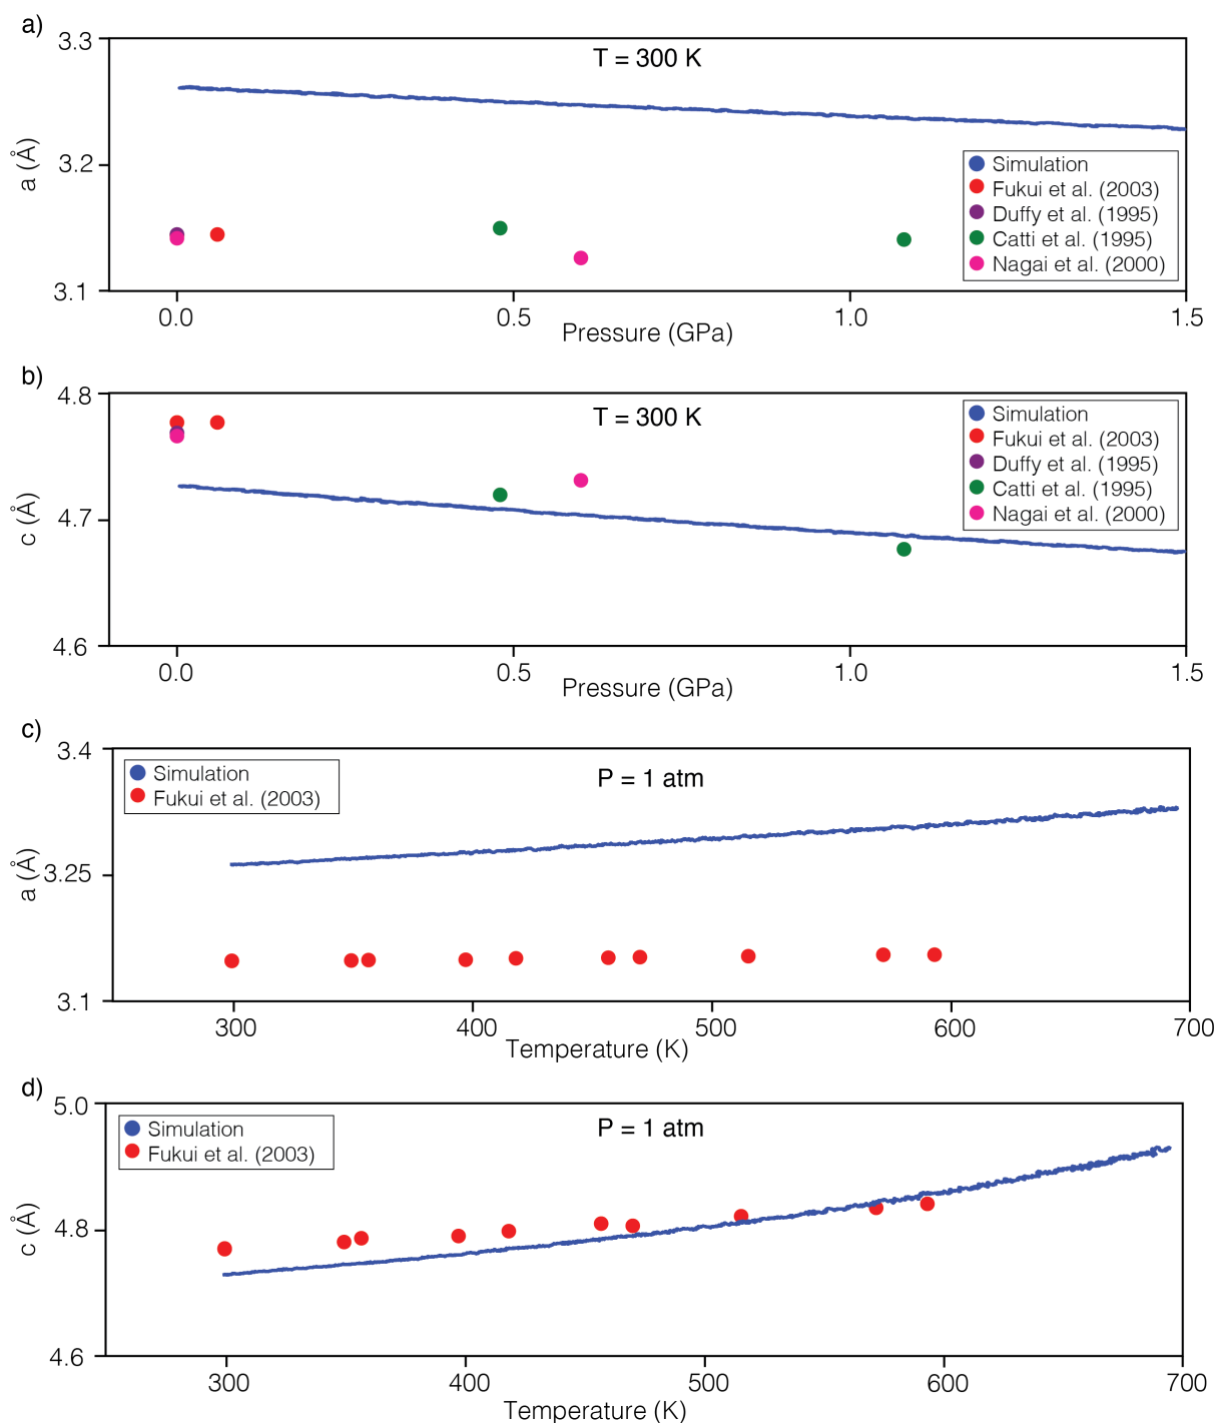 a)
3.3
T = 300 K
a (Å)
3.2
Simulation
Fukui et al. (2003)
Duffy et al. (1995)
Catti et al. (1995)
Nagai et al. (2000)
3.1
0.0
0.5
1.0
1.5
Pressure (GPa)
b)
4.8
T = 300 K
Simulation
Fukui et al. (2003)
Duffy et al. (1995)
Catti et al. (1995)
Nagai et al. (2000)
c (Å)
4.7
4.6
0.0
0.5
1.0
1.5
Pressure (GPa)
c)
3.4
Simulation
Fukui et al. (2003)
P = 1 atm
a (Å)
3.25
3.1
300
400
500
600
700
Temperature (K)
d)
5.0
Simulation
Fukui et al. (2003)
P = 1 atm
c (Å)
4.8
4.6
300
400
500
600
700
Temperature (K)